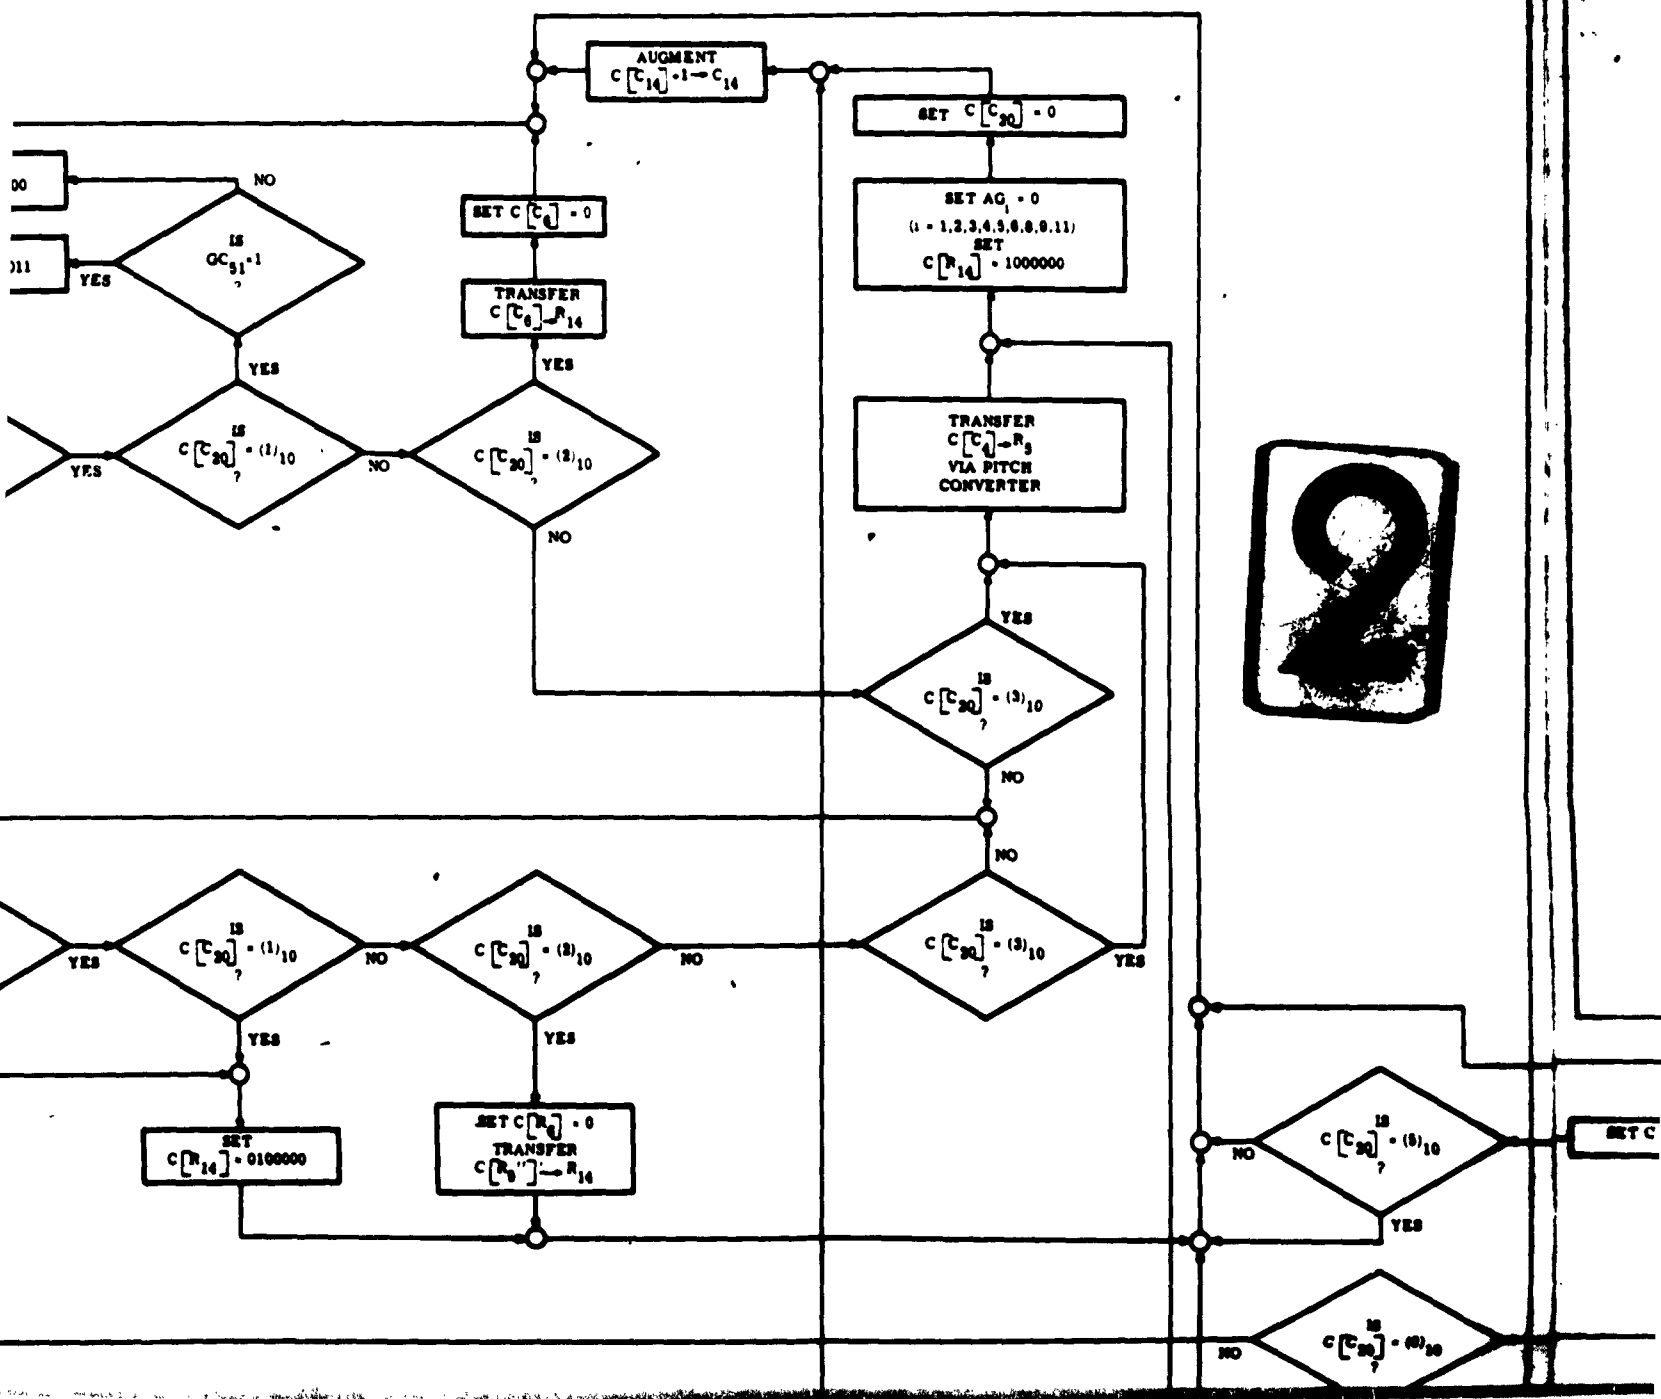 AUGMENT
C[C14]+1→C14
SET C[C20] = 0
00
NO
SET C[C6] = 0
SET AGi = 0
(i = 1,2,3,4,5,6,8,9,11)
SET
C[R14] = 1000000
IS
GC51=1
?
011
YES
TRANSFER
C[C6]→R14
YES
YES
TRANSFER
C[C4]→R5
VIA PITCH
CONVERTER
YES
IS
C[C20] = (1)10
?
NO
IS
C[C20] = (2)10
?
NO
2
YES
IS
C[C20] = (3)10
?
NO
NO
YES
IS
C[C20] = (1)10
?
NO
IS
C[C20] = (2)10
?
NO
IS
C[C20] = (3)10
?
YES
YES
YES
SET
C[R14] = 0100000
SET C[R6] = 0
TRANSFER
C[R9'']→R14
NO
IS
C[C20] = (5)10
?
SET C
YES
NO
IS
C[C20] = (6)10
?